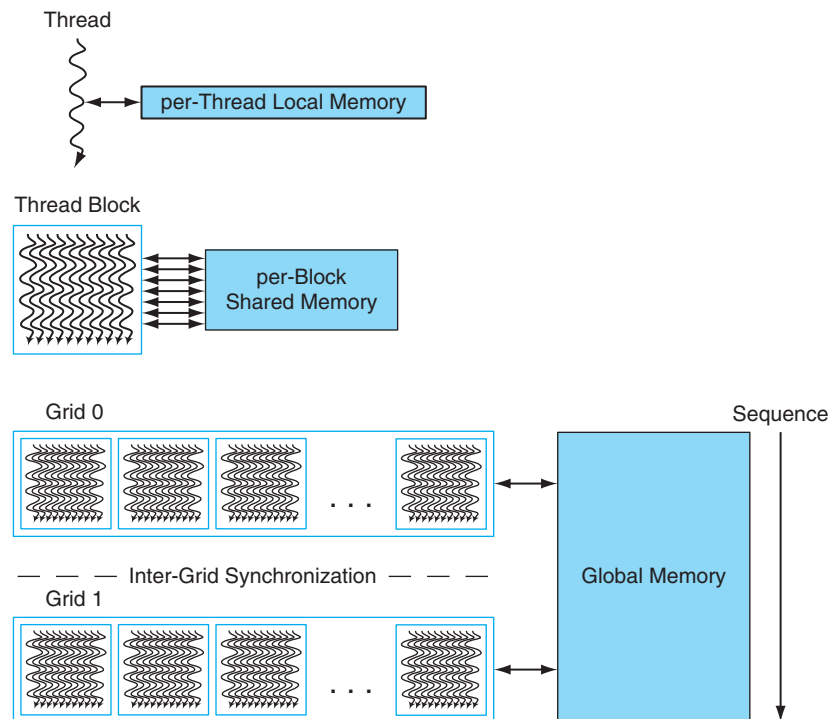 Thread
per-Thread Local Memory
Thread Block
per-Block
Shared Memory
Grid 0
Sequence
. . .
Inter-Grid Synchronization
Global Memory
Grid 1
. . .